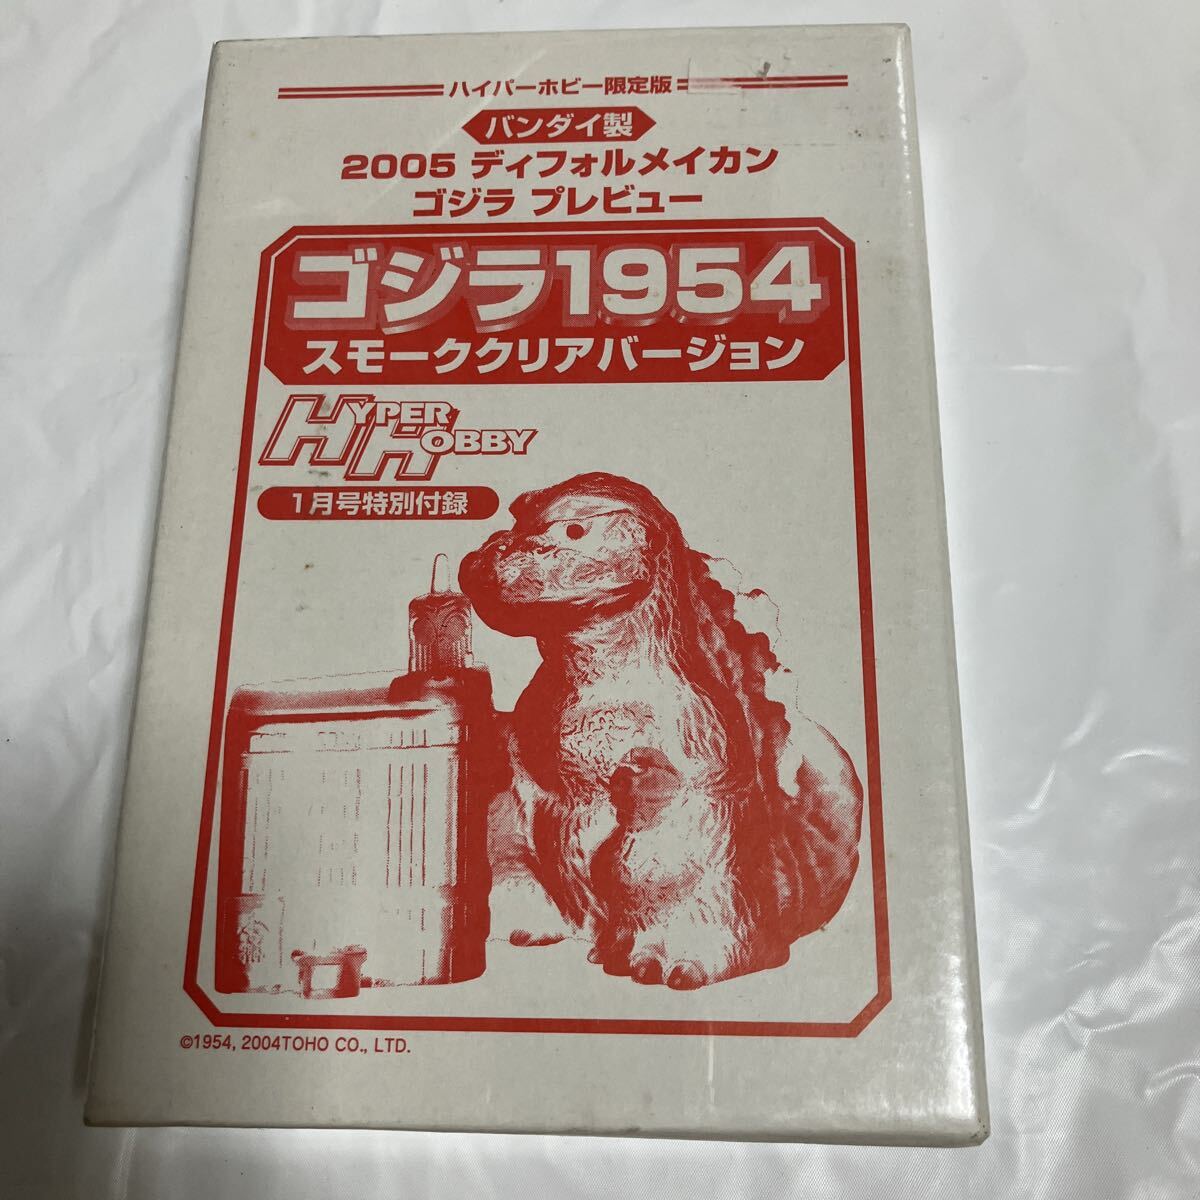 ハイパーホビー限定版
バンダイ製
2005 ディフォルメイカン
ゴジラ プレビュー
ゴジラ1954
スモーククリアバージョン
HYPER
HOBBY
1月号特別付録
©1954, 2004TOHO CO., LTD.